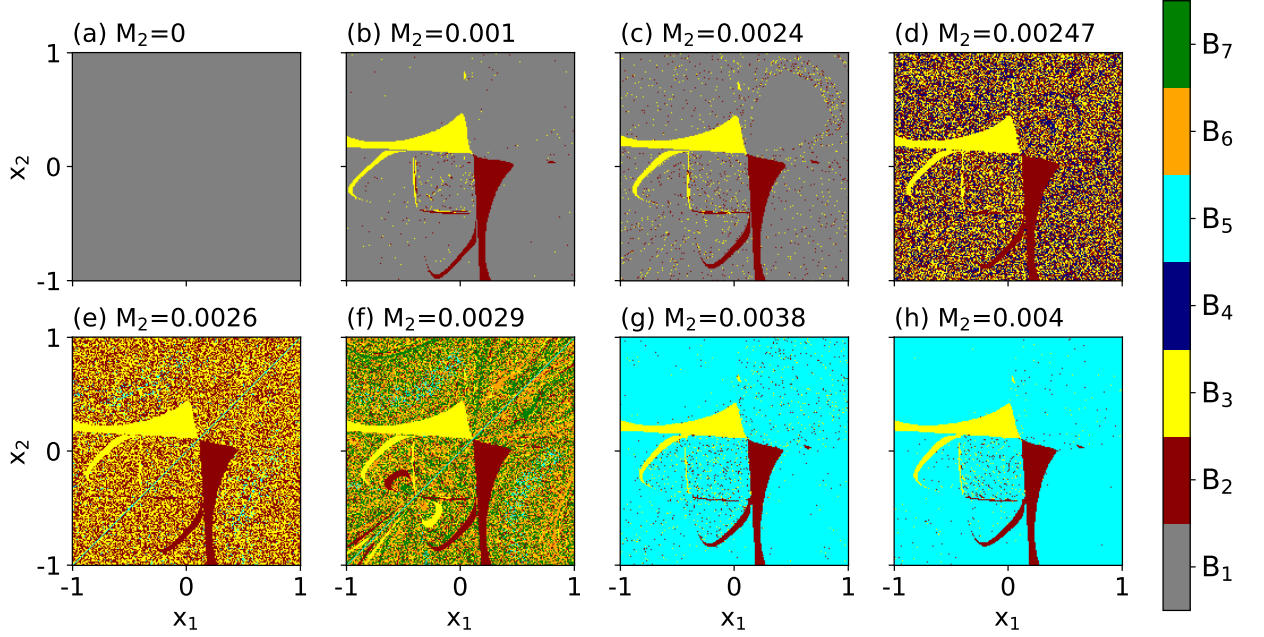 (a) M₂=0
(b) M₂=0.001
(c) M₂=0.0024
(d) M₂=0.00247
1
0
-1
x₂
(e) M₂=0.0026
(f) M₂=0.0029
(g) M₂=0.0038
(h) M₂=0.004
1
0
-1
x₂
-1 0 1
-1 0 1
-1 0 1
-1 0 1
x₁
x₁
x₁
x₁
B₇
B₆
B₅
B₄
B₃
B₂
B₁